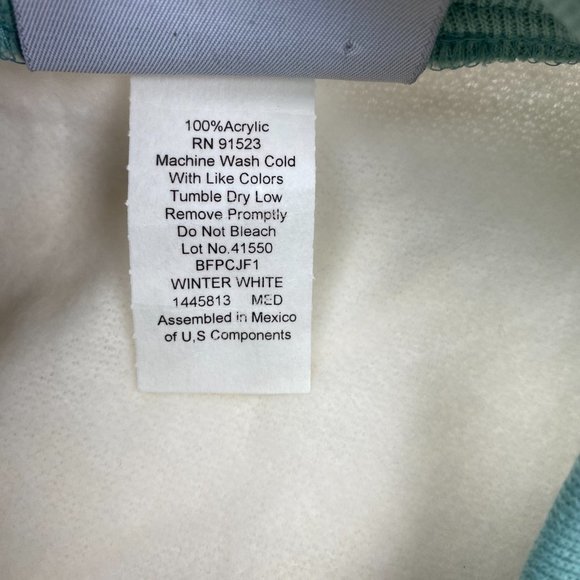 100%Acrylic
RN 91523
Machine Wash Cold
With Like Colors
Tumble Dry Low
Remove Promptly
Do Not Bleach
Lot No.41550
BFPCJF1
WINTER WHITE
1445813 MED
Assembled in Mexico
of U,S Components